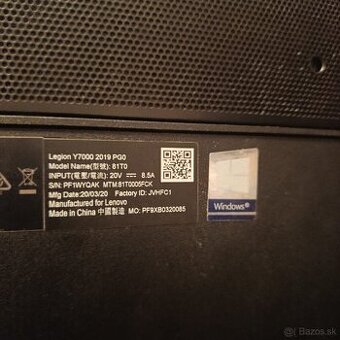 Legion Y7000 2019 PG0
Model Name(型號): 81T0
INPUT(電壓/電流): 20V ⎓ 8.5A
S/N: PF1WYQAK MTM:81T0005FCK
Mfg Date: 20/03/20 Factory ID: JVHFC1
Manufactured for Lenovo
Made in China 中國製造 MO: PF9XB0320085
Windows®
Bazos.sk